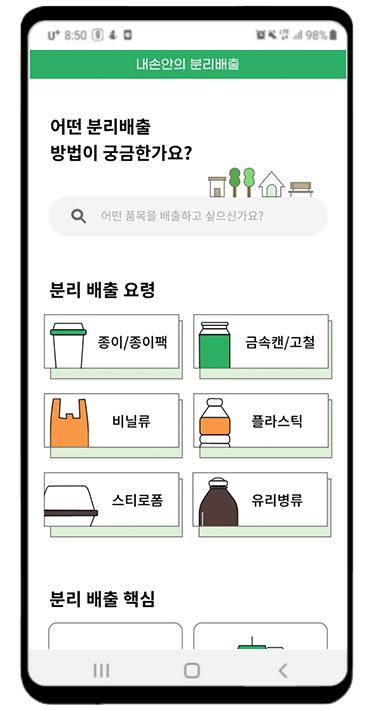 U+ 8:50 LTE 98%
내손안의 분리배출
어떤 분리배출
방법이 궁금한가요?
어떤 품목을 배출하고 싶으신가요?
분리 배출 요령
종이/종이팩 금속캔/고철
비닐류 플라스틱
스티로폼 유리병류
분리 배출 핵심